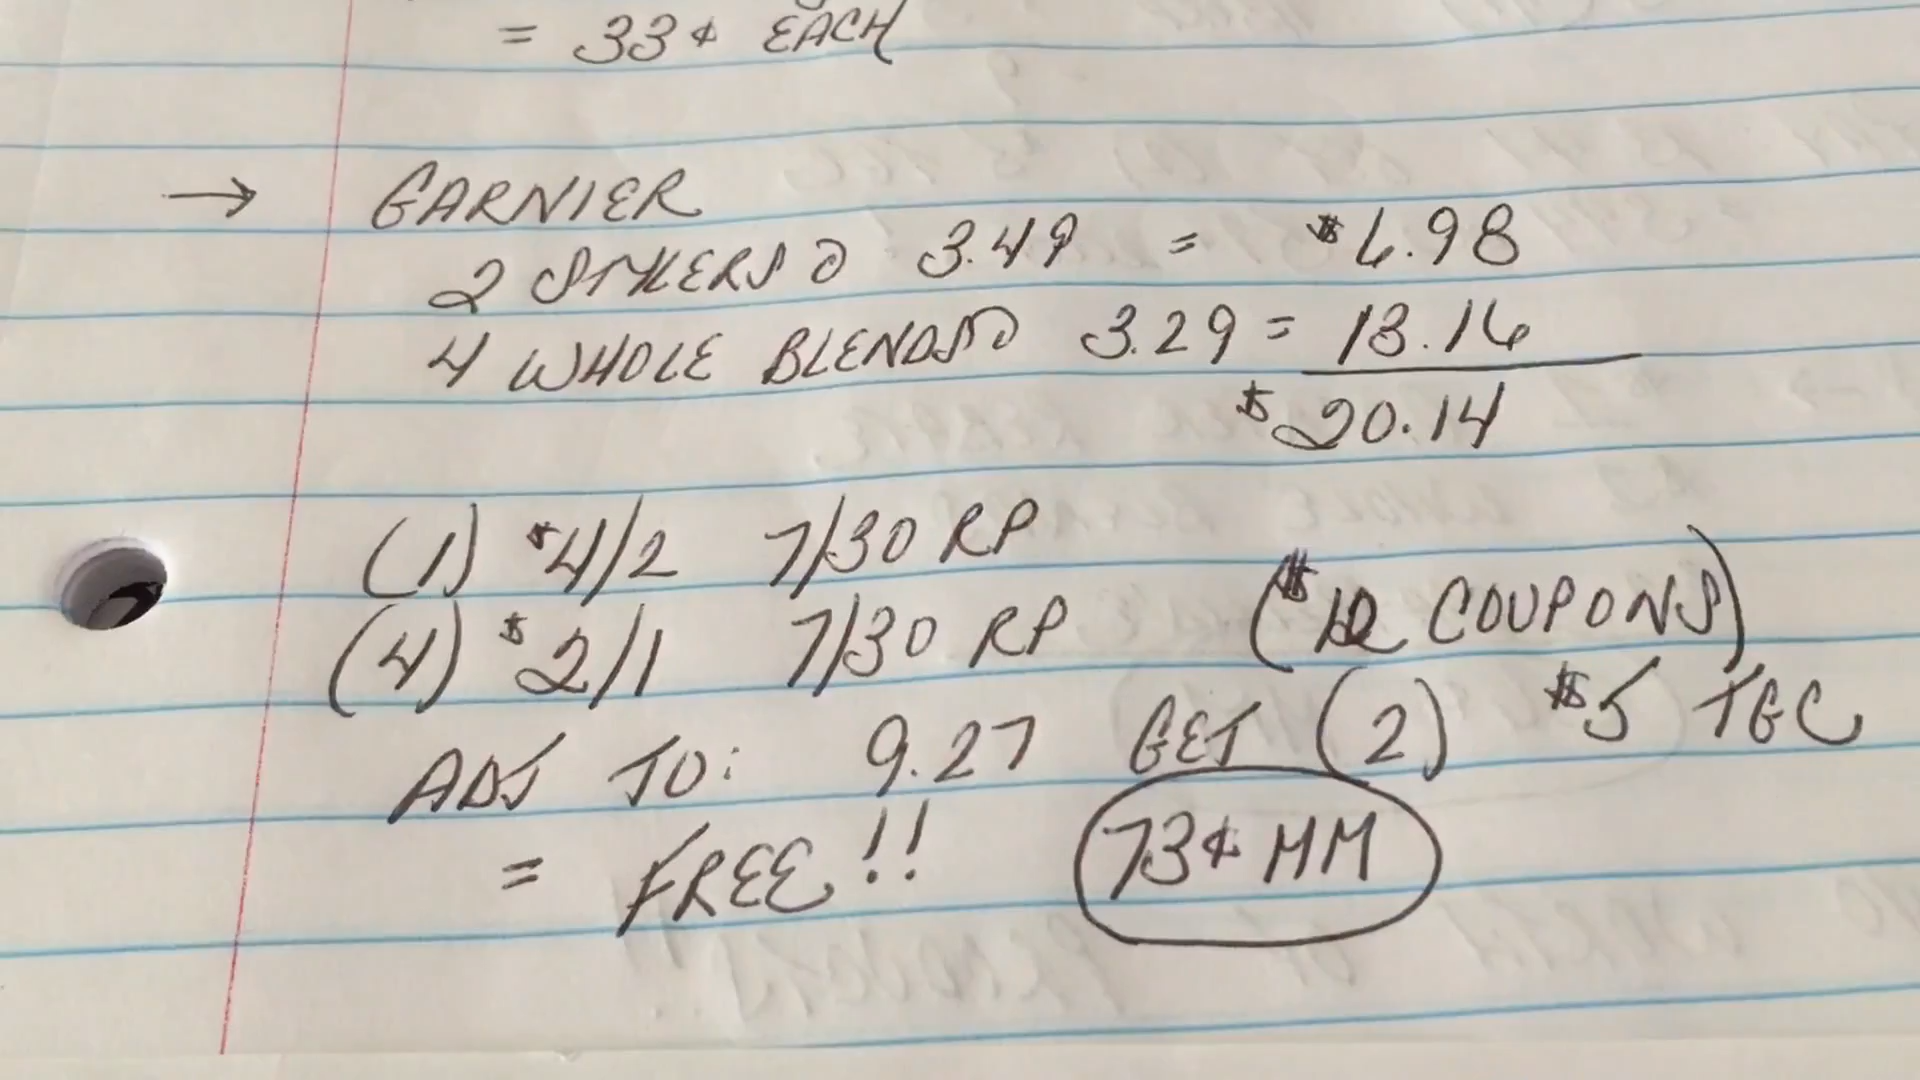 = 33¢ EACH
→ GARNIER
2 STYLERS @ 3.49 = $6.98
4 WHOLE BLENDS @ 3.29 = 13.16
$20.14
(1) $4/2 7/30 RP
(4) $2/1 7/30 RP ($12 COUPONS)
ADJ TO: 9.27 GET (2) $5 TGC
= FREE!! 73¢ MM